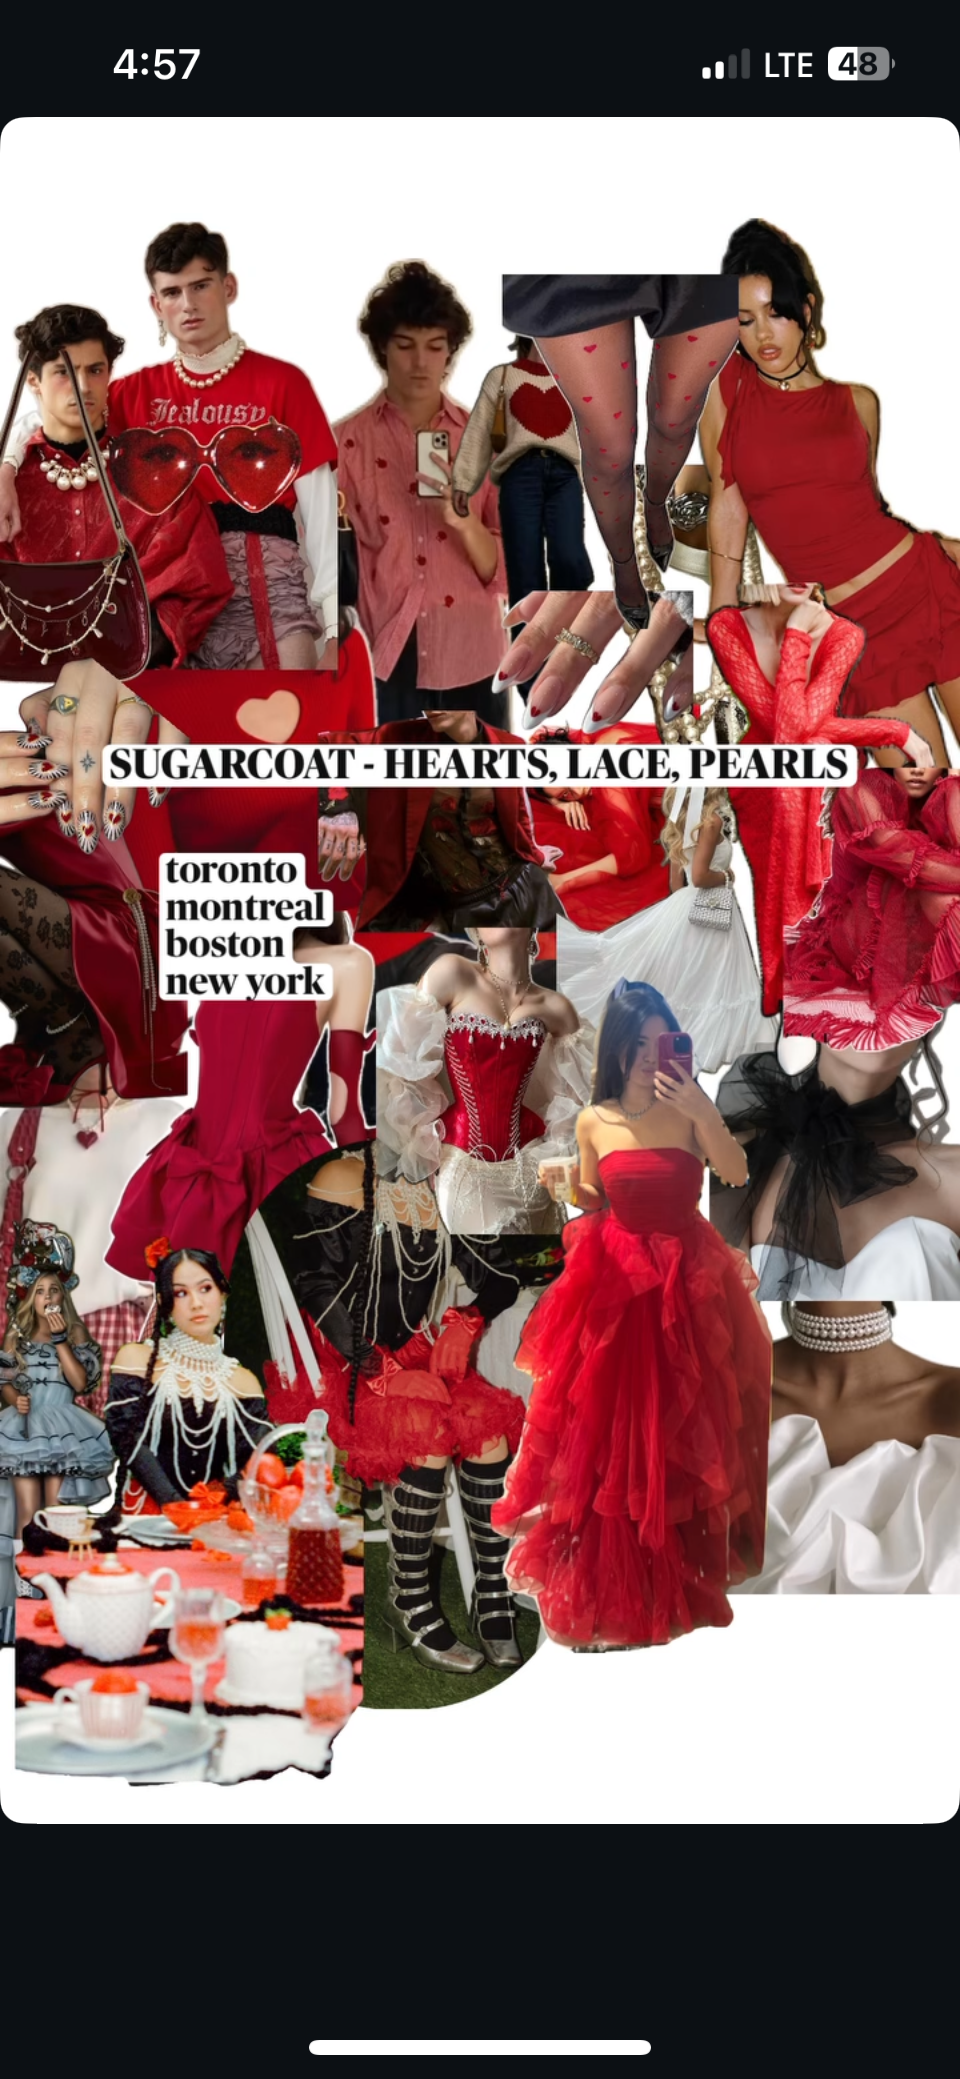 4:57
LTE
48
Jealousy
SUGARCOAT - HEARTS, LACE, PEARLS
toronto
montreal
boston
new york